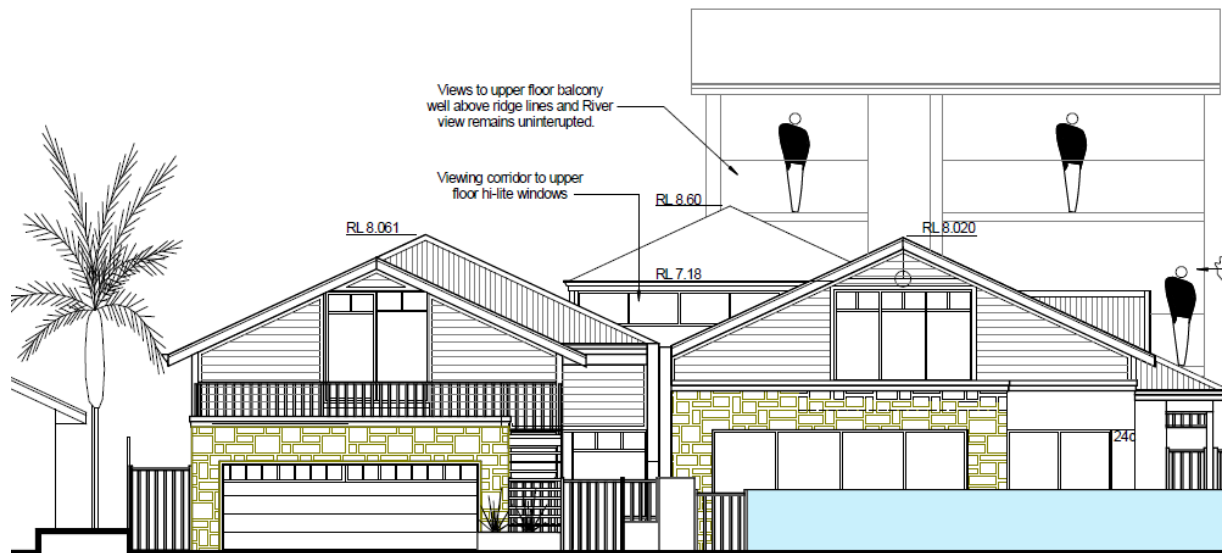 Views to upper floor balcony
well above ridge lines and River
view remains uninterupted.
Viewing corridor to upper
floor hi-lite windows
RL 8.60
RL 8.061
RL 8.020
RL 7.18